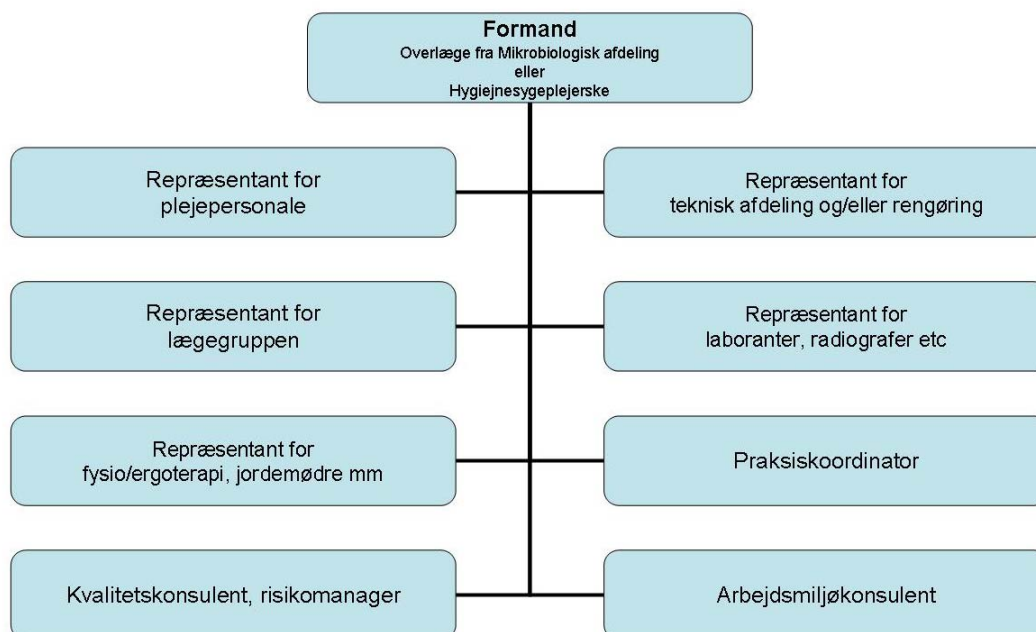 Formand
Overlæge fra Mikrobiologisk afdeling
eller
Hygiejnesygeplejerske
Repræsentant for
plejepersonale
Repræsentant for
teknisk afdeling og/eller rengøring
Repræsentant for
lægegruppen
Repræsentant for
laboranter, radiografer etc
Repræsentant for
fysio/ergoterapi, jordemødre mm
Praksiskoordinator
Kvalitetskonsulent, risikomanager
Arbejdsmiljøkonsulent